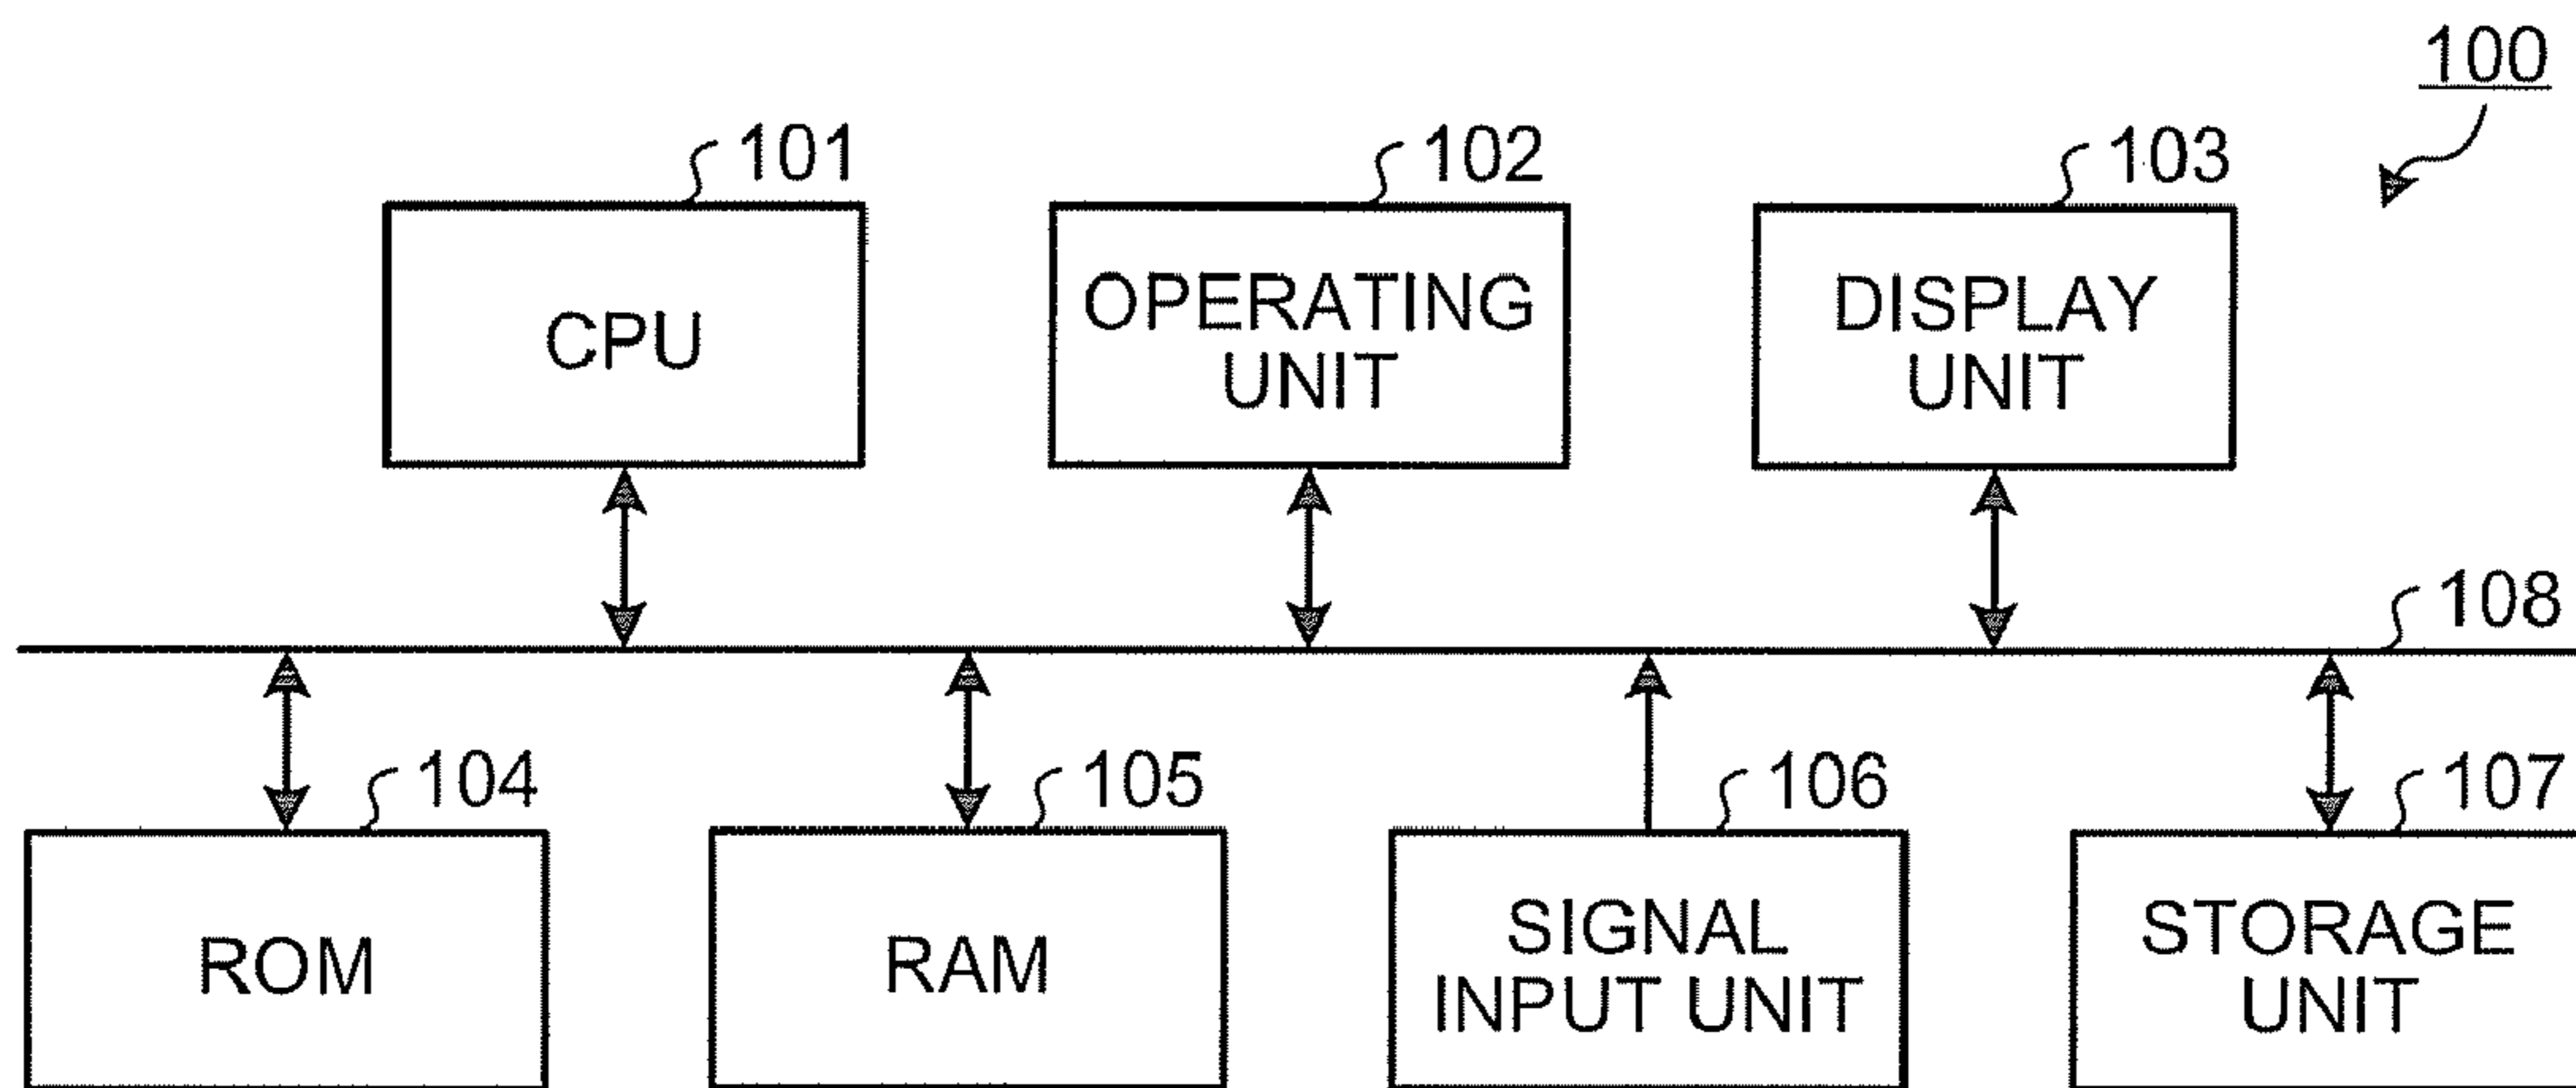 100
101
102
103
CPU
OPERATING
UNIT
DISPLAY
UNIT
108
104
105
106
107
ROM
RAM
SIGNAL
INPUT UNIT
STORAGE
UNIT